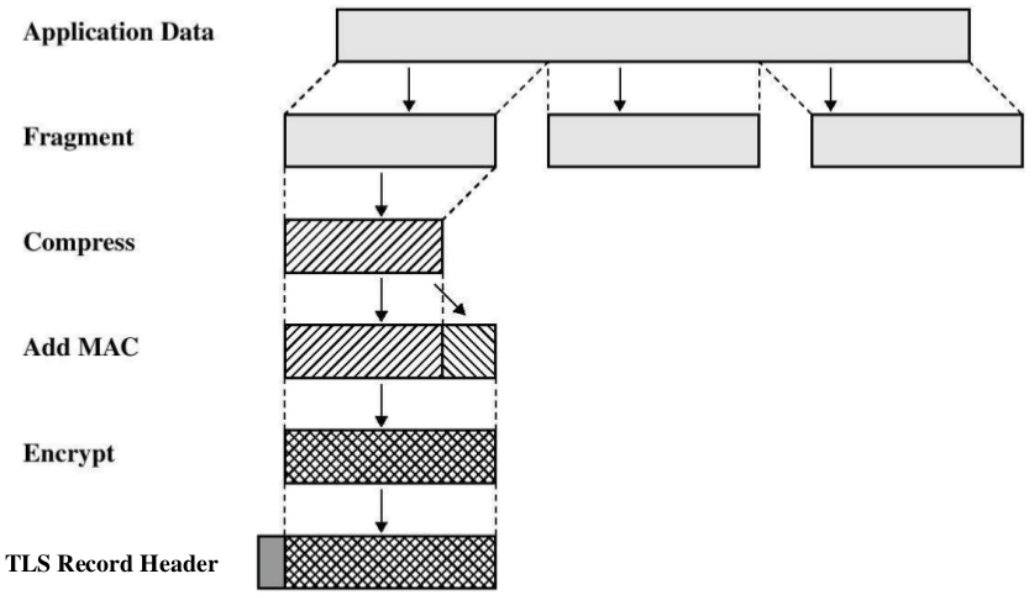 Application Data
Fragment
Compress
Add MAC
Encrypt
TLS Record Header